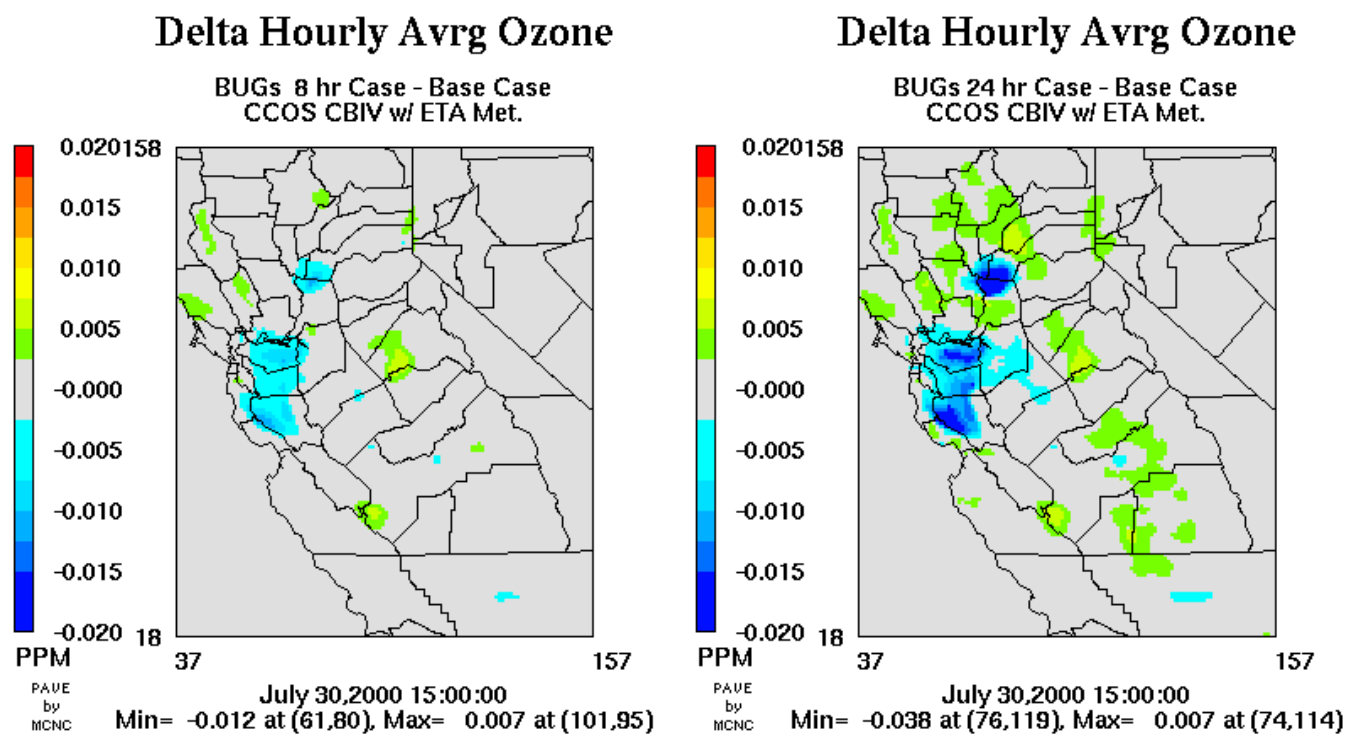 Delta Hourly Avrg Ozone
BUGs 8 hr Case - Base Case
CCOS CBIV w/ ETA Met.
0.020
0.015
0.010
0.005
-0.000
-0.005
-0.010
-0.015
-0.020
PPM
PAVE
by
MCNC
158
18
37
157
July 30,2000 15:00:00
Min= -0.012 at (61,80), Max= 0.007 at (101,95)
Delta Hourly Avrg Ozone
BUGs 24 hr Case - Base Case
CCOS CBIV w/ ETA Met.
0.020
0.015
0.010
0.005
-0.000
-0.005
-0.010
-0.015
-0.020
PPM
PAVE
by
MCNC
158
18
37
157
July 30,2000 15:00:00
Min= -0.038 at (76,119), Max= 0.007 at (74,114)